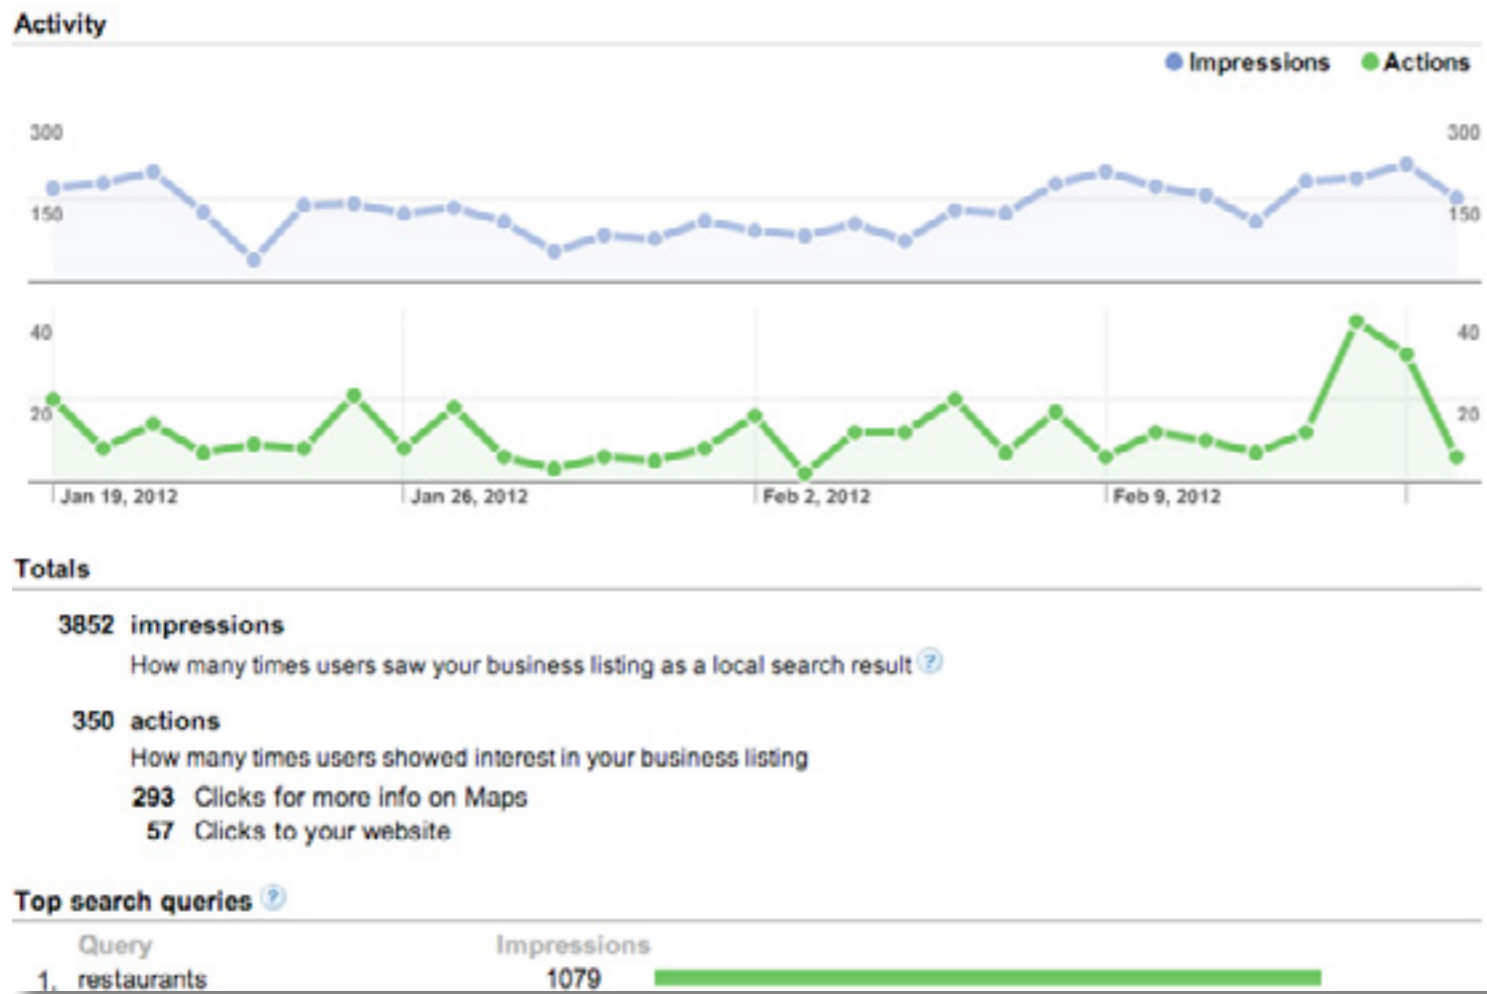 Activity
Impressions Actions
300 300
150 150
40 40
20 20
Jan 19, 2012 Jan 26, 2012 Feb 2, 2012 Feb 9, 2012
Totals
3852 impressions
How many times users saw your business listing as a local search result ?
350 actions
How many times users showed interest in your business listing
293 Clicks for more info on Maps
57 Clicks to your website
Top search queries ?
Query Impressions
1. restaurants 1079